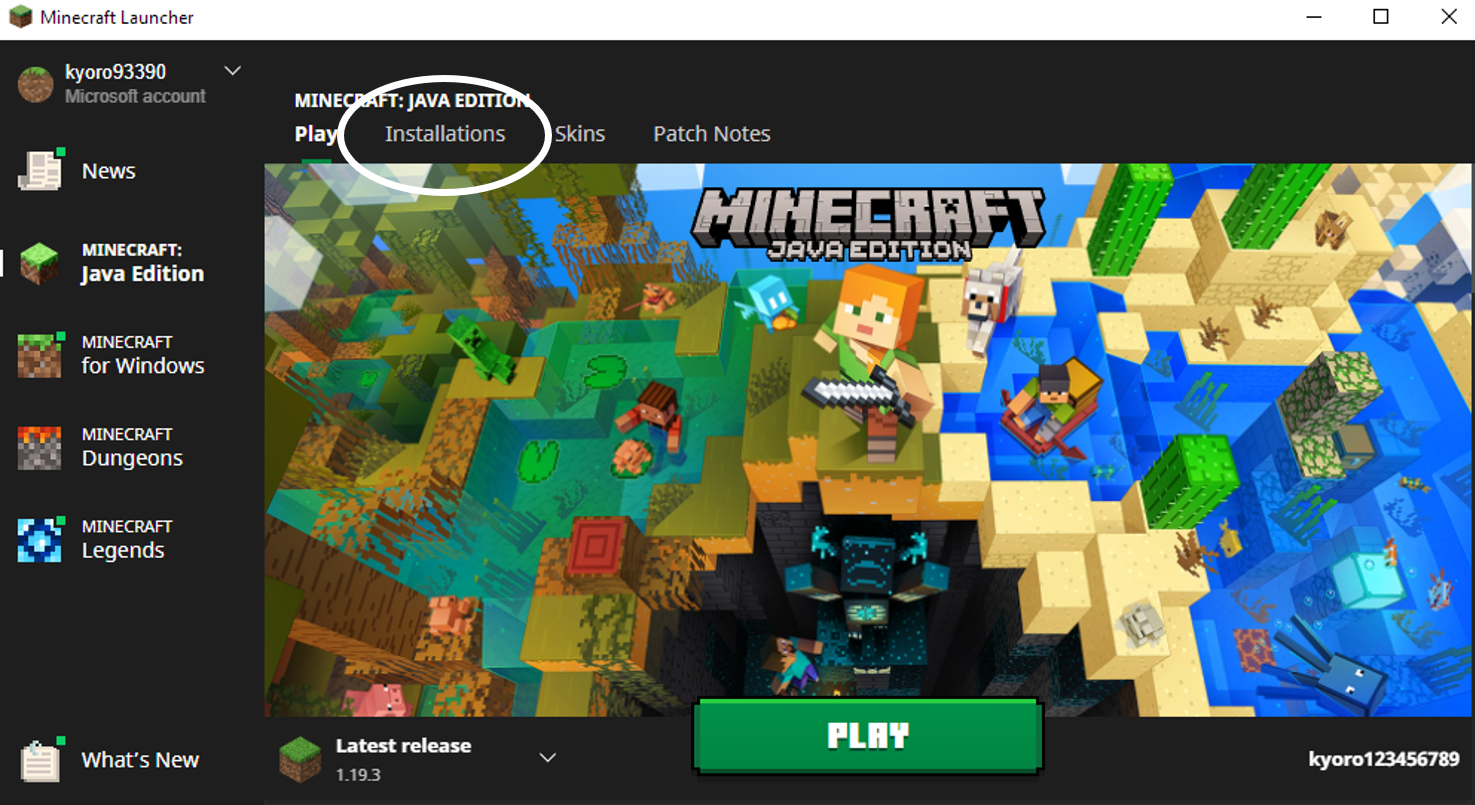 Minecraft Launcher
kyoro93390
Microsoft account
News
MINECRAFT:
Java Edition
MINECRAFT
for Windows
MINECRAFT
Dungeons
MINECRAFT
Legends
What's New
MINECRAFT: JAVA EDITION
Play Installations Skins Patch Notes
MINECRAFT
JAVA EDITION
Latest release
1.19.3
PLAY
kyoro123456789